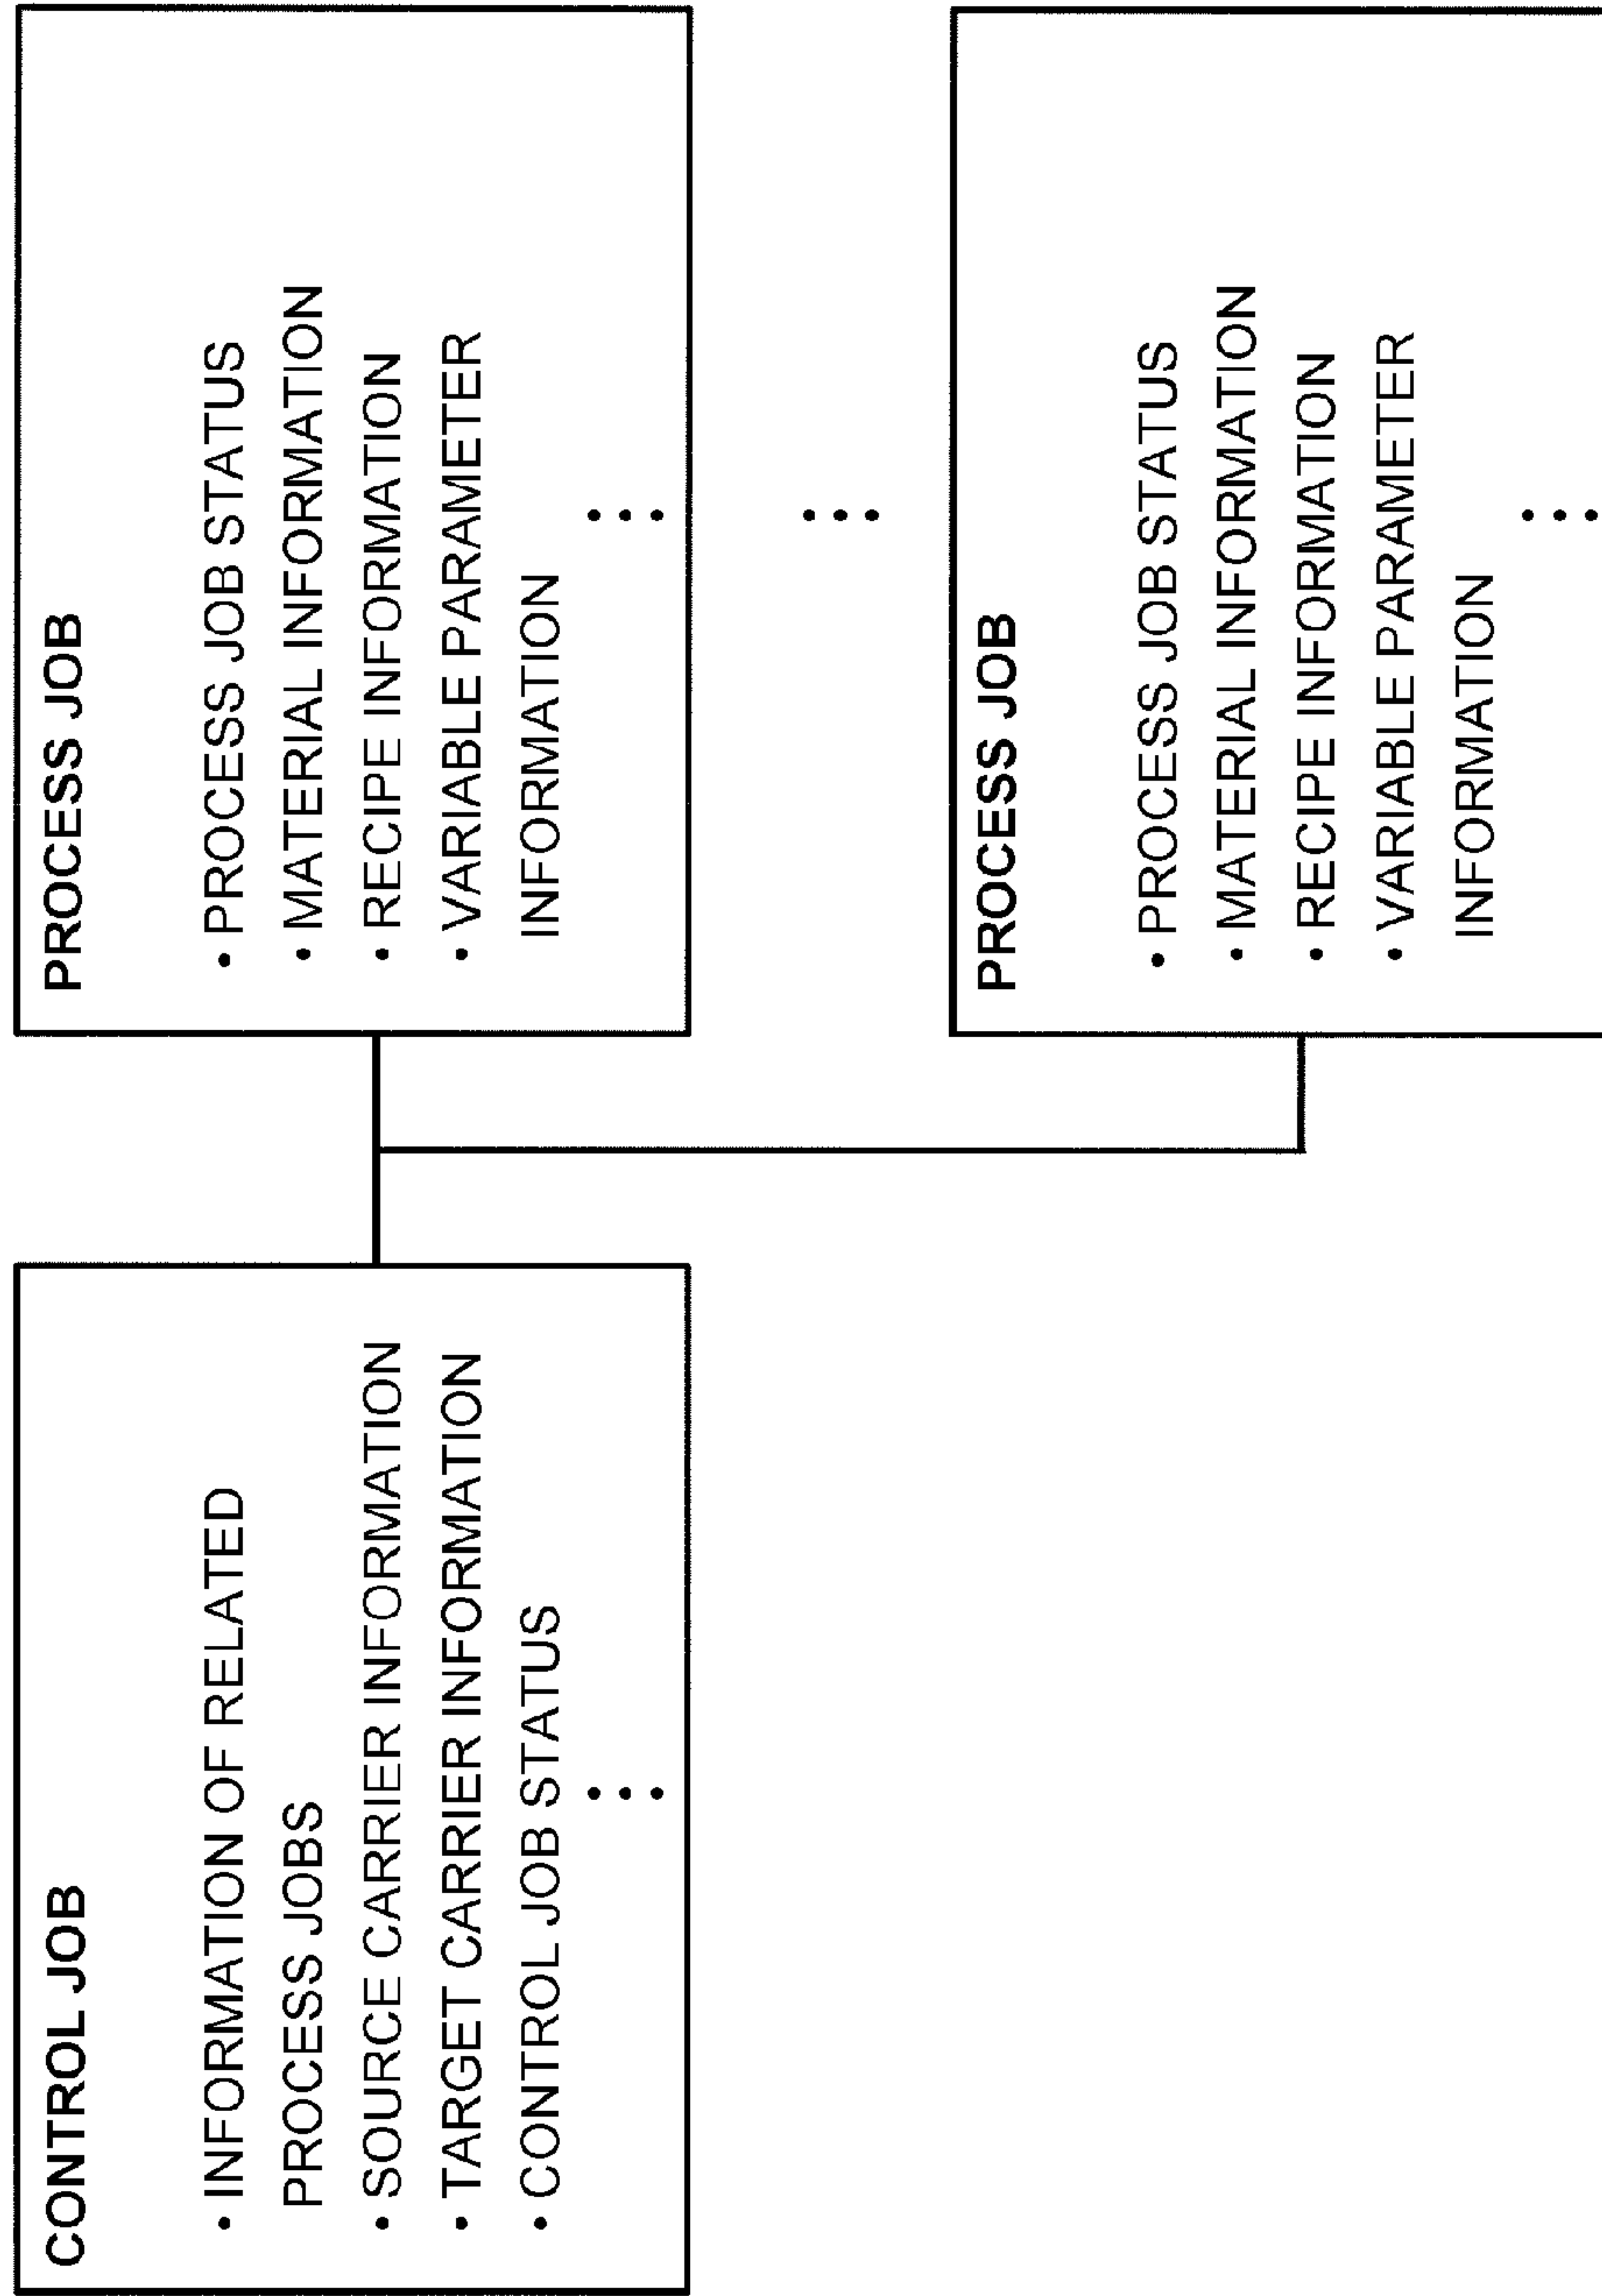 CONTROL JOB
• INFORMATION OF RELATED
PROCESS JOBS
• SOURCE CARRIER INFORMATION
• TARGET CARRIER INFORMATION
• CONTROL JOB STATUS
⋮
PROCESS JOB
• PROCESS JOB STATUS
• MATERIAL INFORMATION
• RECIPE INFORMATION
• VARIABLE PARAMETER
INFORMATION
⋮
⋮
PROCESS JOB
• PROCESS JOB STATUS
• MATERIAL INFORMATION
• RECIPE INFORMATION
• VARIABLE PARAMETER
INFORMATION
⋮